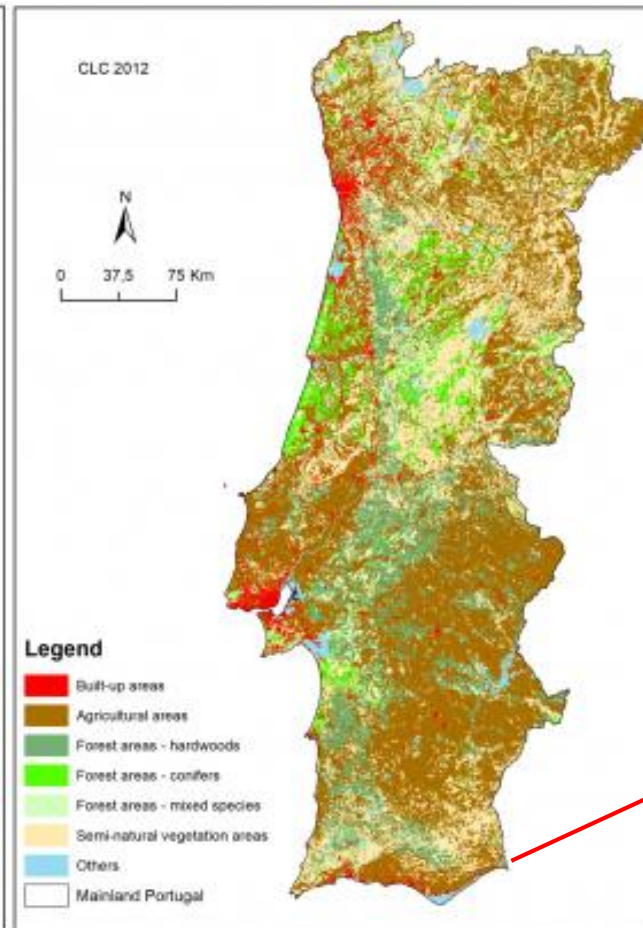 CLC 2012
N
0 37,5 75 Km
Legend
Built-up areas
Agricultural areas
Forest areas - hardwoods
Forest areas - conifers
Forest areas - mixed species
Semi-natural vegetation areas
Others
Mainland Portugal